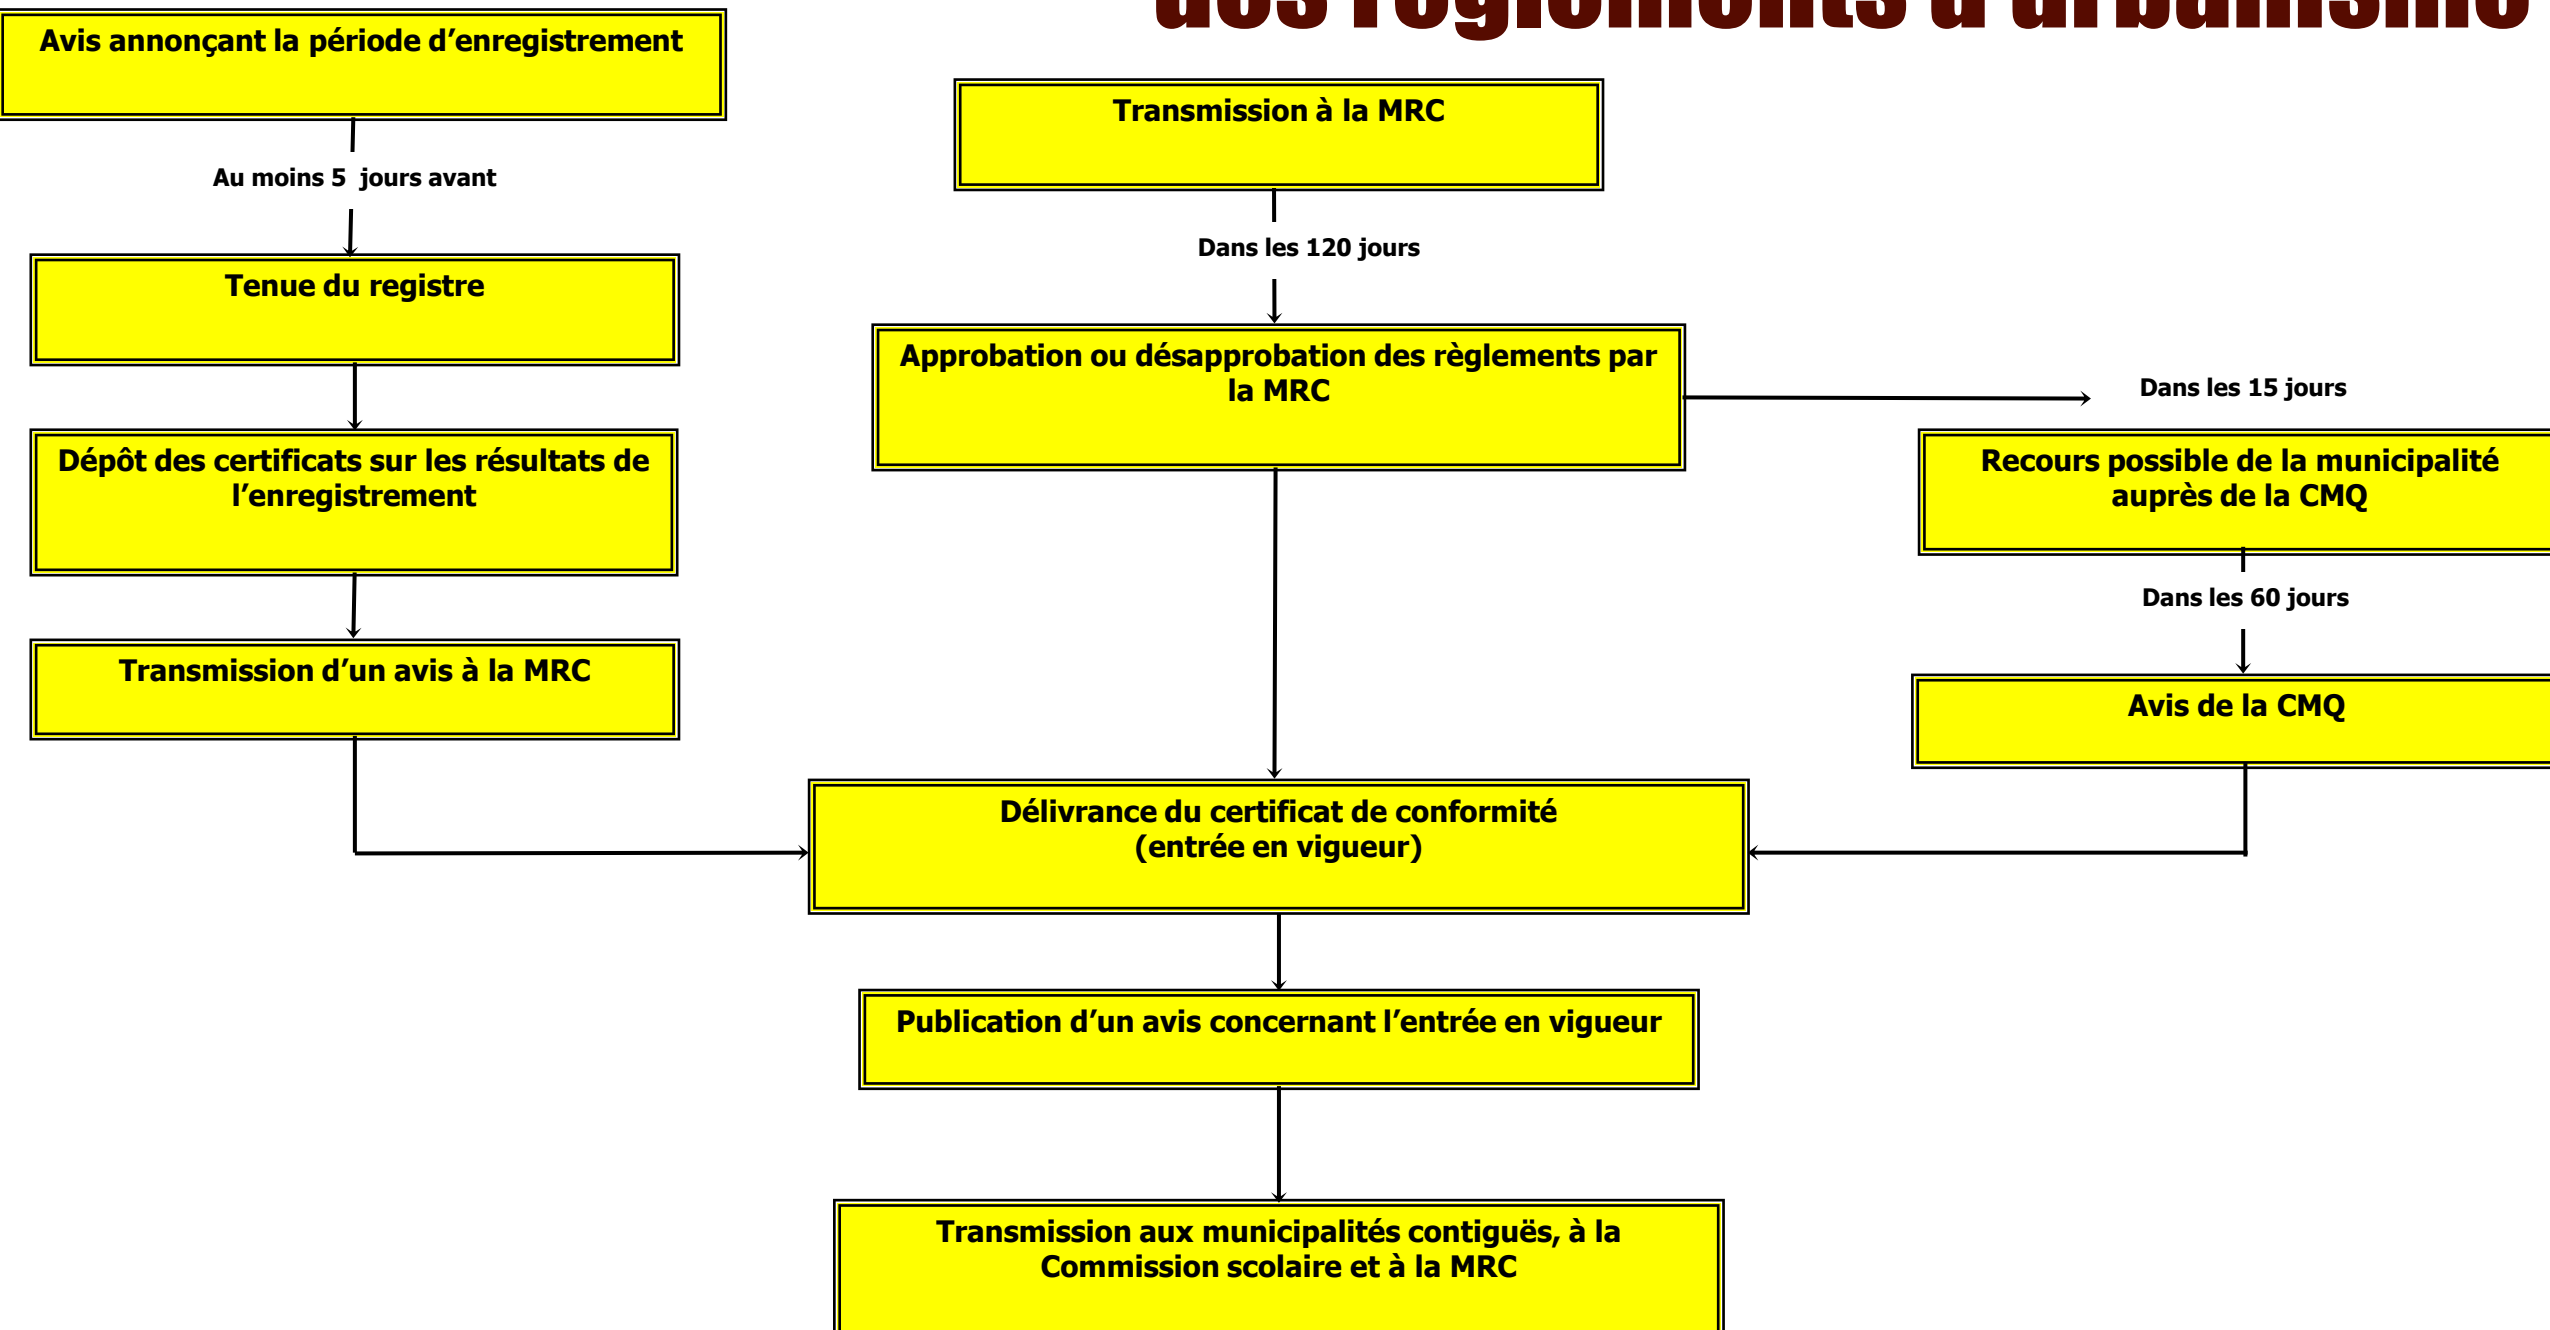 des règlements d'urbanisme
Avis annonçant la période d’enregistrement
Au moins 5 jours avant
Tenue du registre
Dépôt des certificats sur les résultats de
l’enregistrement
Transmission d’un avis à la MRC
Transmission à la MRC
Dans les 120 jours
Approbation ou désapprobation des règlements par
la MRC
Dans les 15 jours
Recours possible de la municipalité
auprès de la CMQ
Dans les 60 jours
Avis de la CMQ
Délivrance du certificat de conformité
(entrée en vigueur)
Publication d’un avis concernant l’entrée en vigueur
Transmission aux municipalités contiguës, à la
Commission scolaire et à la MRC